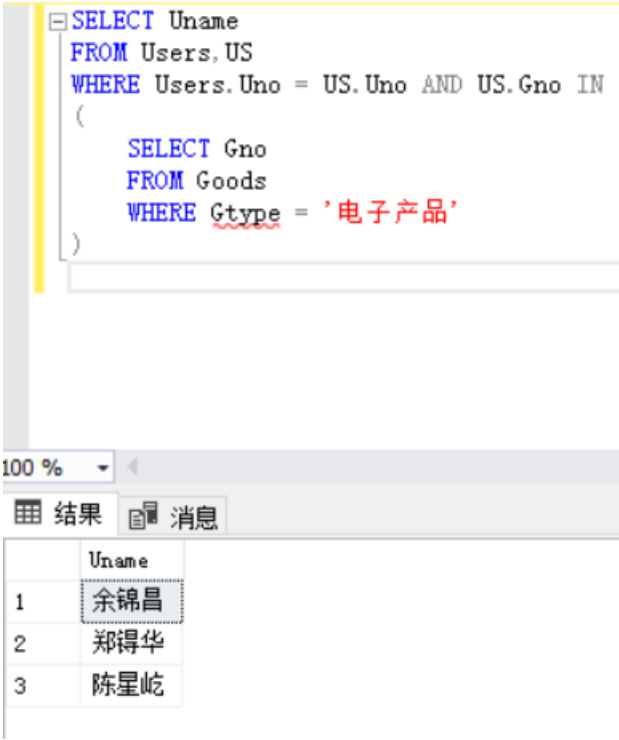 SELECT Uname
FROM Users,US
WHERE Users.Uno = US.Uno AND US.Gno IN
(
SELECT Gno
FROM Goods
WHERE Gtype = '电子产品'
)
100 %
结果 消息
Uname
1 余锦昌
2 郑得华
3 陈星屹